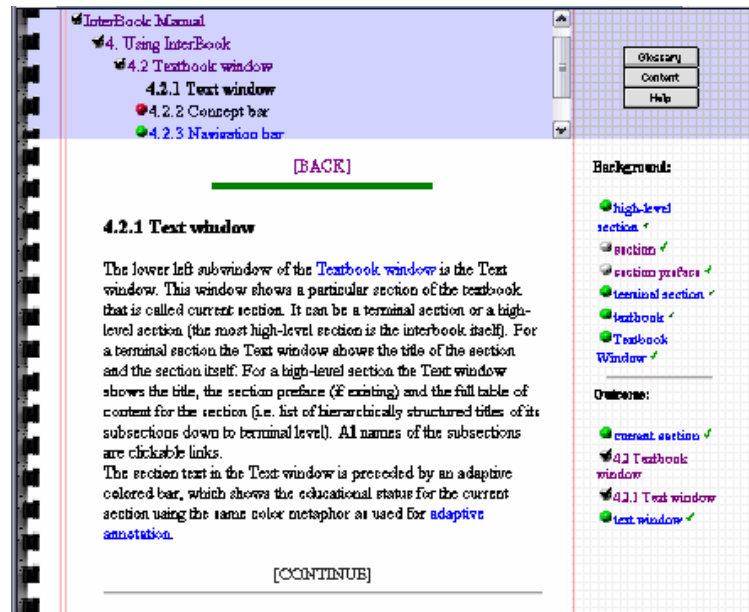 InterBook Manual
4. Using InterBook
4.2 Textbook window
4.2.1 Text window
4.2.2 Concept bar
4.2.3 Navigation bar
Glossary
Content
Help
[BACK]
4.2.1 Text window
The lower left subwindow of the Textbook window is the Text
window. This window shows a particular section of the textbook
that is called current section. It can be a terminal section or a high-
level section (the most high-level section is the interbook itself). For
a terminal section the Text window shows the title of the section
and the section itself. For a high-level section the Text window
shows the title, the section preface (if existing) and the full table of
content for the section (i.e. list of hierarchically structured titles of its
subsections down to terminal level). All names of the subsections
are clickable links.
The section text in the Text window is preceded by an adaptive
colored bar, which shows the educational status for the current
section using the same color metaphor as used for adaptive
annotation.
[CONTINUE]
Background:
high-level
section
section
section preface
terminal section
textbook
Textbook
Window
Outcome:
current section
4.2 Textbook
window
4.2.1 Text window
text window